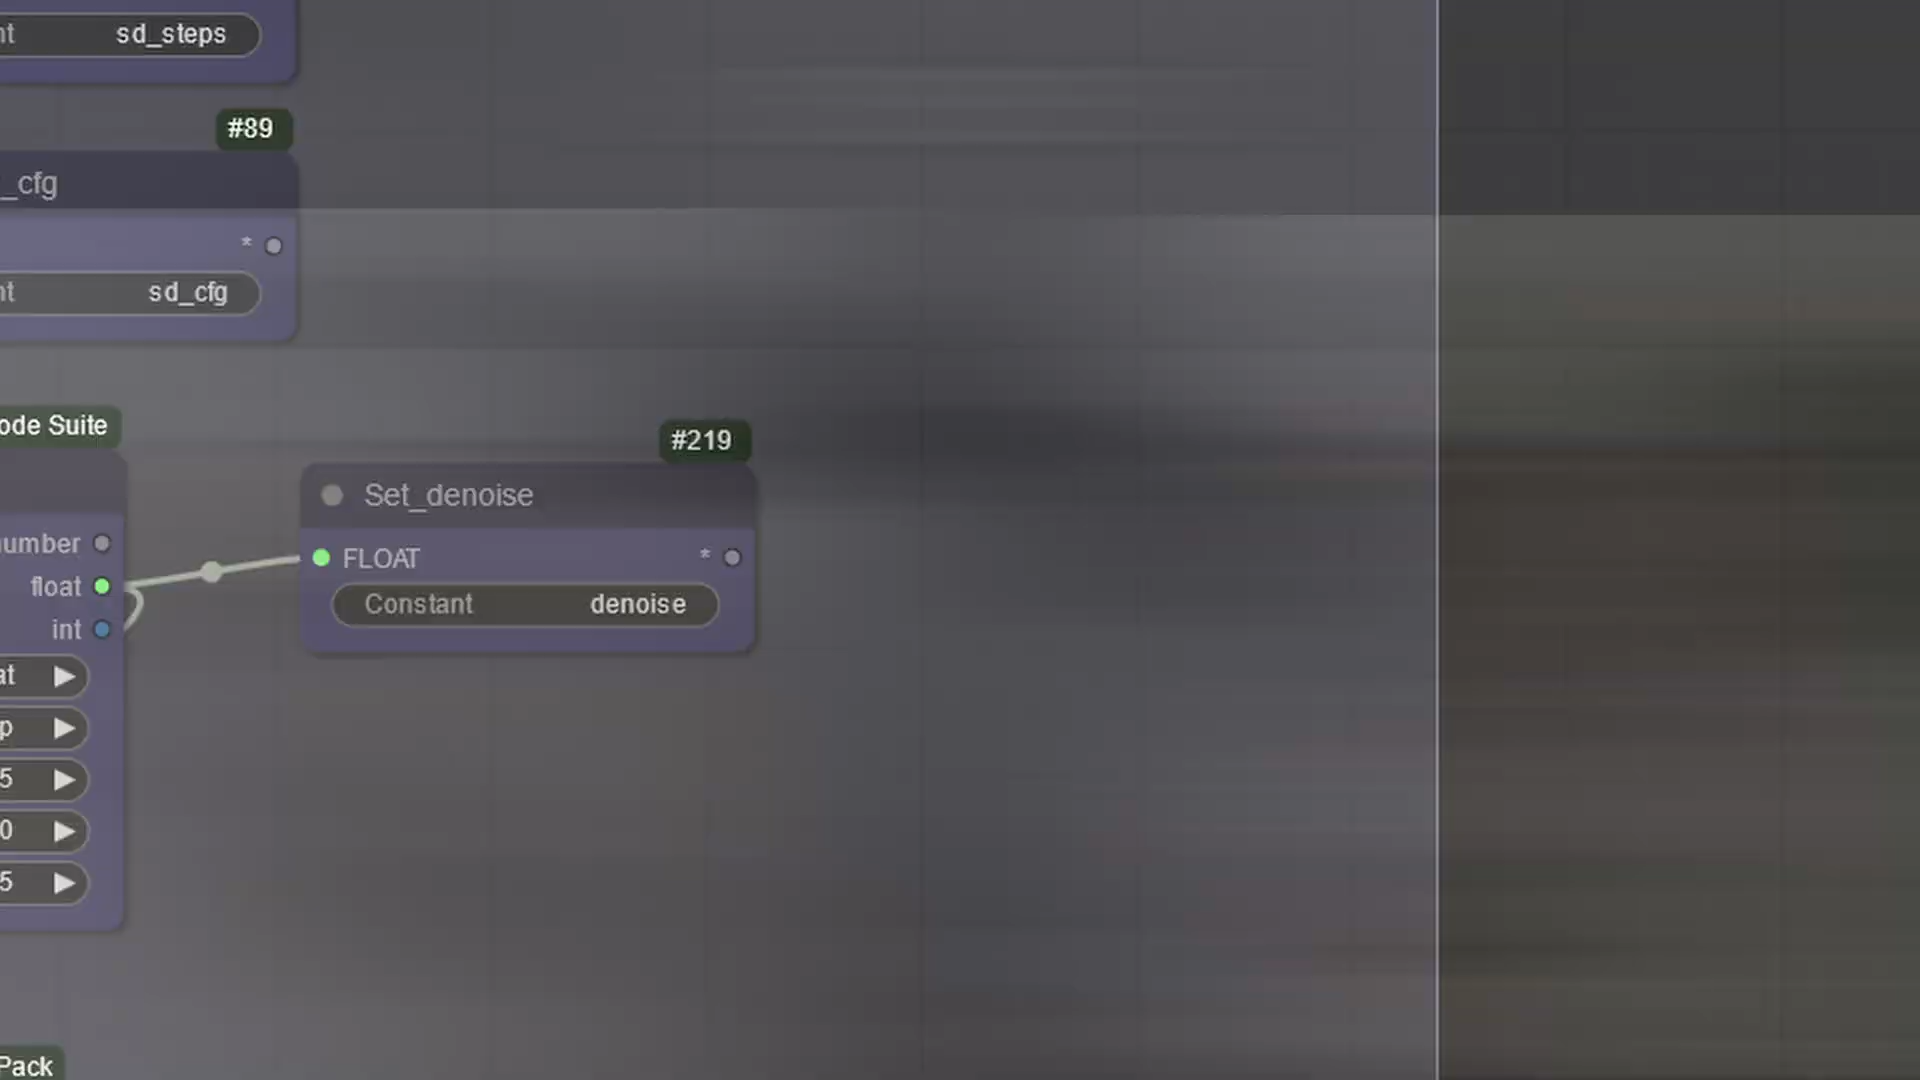 nt sd_steps
#89
_cfg
*
nt sd_cfg
ode Suite
#219
Set_denoise
number
FLOAT *
float
Constant denoise
int
at
p
5
0
5
Pack